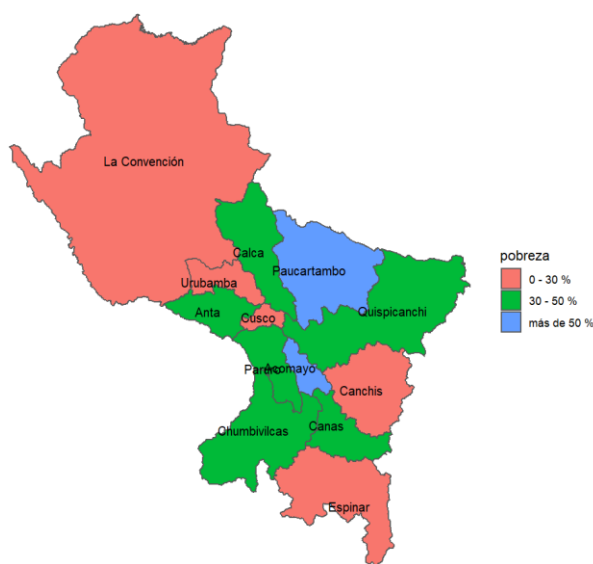 La Convención
Calca
Paucartambo
Urubamba
Anta
Cusco
Quispicanchi
Paruro
Acomayo
Canchis
Chumbivilcas
Canas
Espinar
pobreza
0 - 30 %
30 - 50 %
más de 50 %